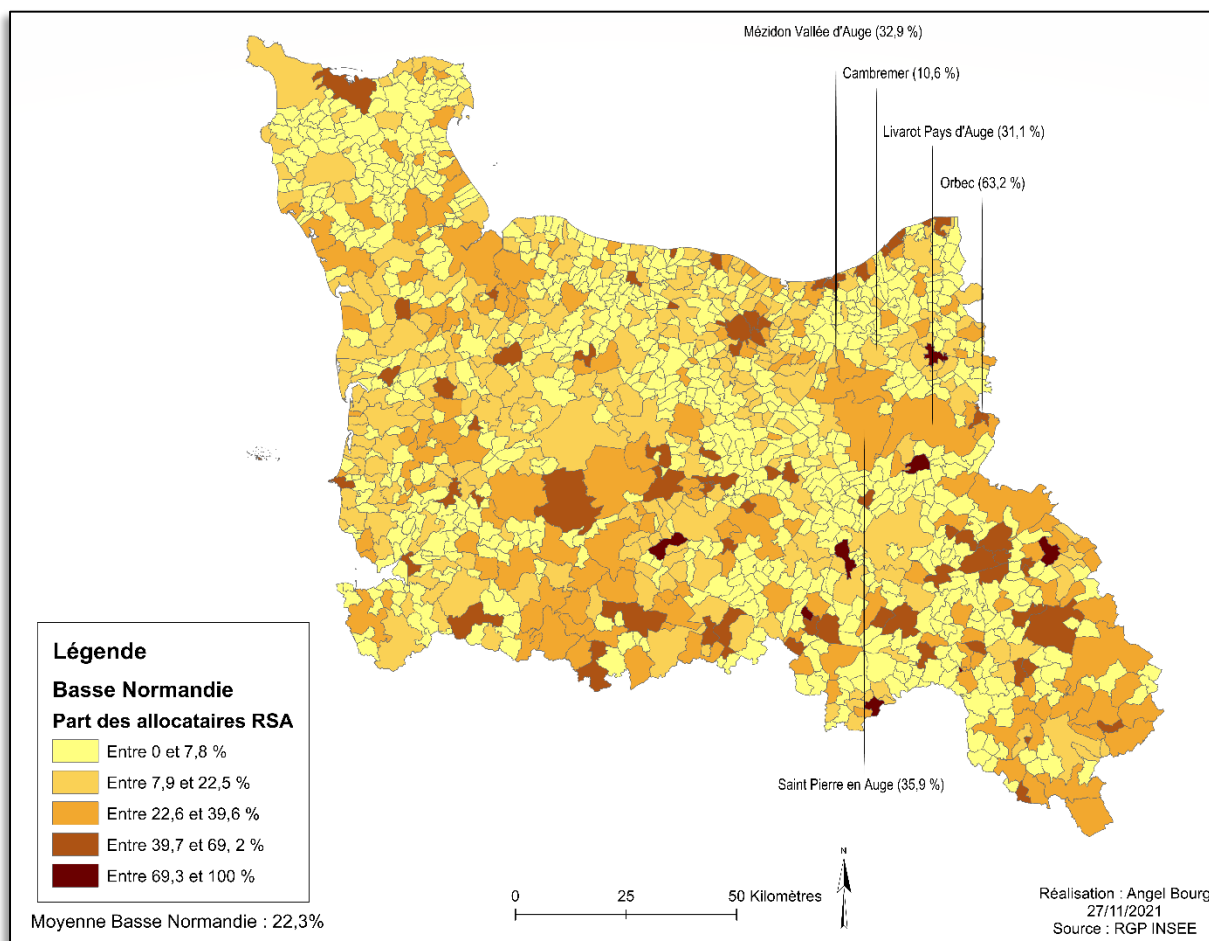 Mézidon Vallée d'Auge (32,9 %)
Cambremer (10,6 %)
Livarot Pays d'Auge (31,1 %)
Orbec (63,2 %)
Saint Pierre en Auge (35,9 %)
Légende
Basse Normandie
Part des allocataires RSA
Entre 0 et 7,8 %
Entre 7,9 et 22,5 %
Entre 22,6 et 39,6 %
Entre 39,7 et 69, 2 %
Entre 69,3 et 100 %
Moyenne Basse Normandie : 22,3%
0 25 50 Kilomètres
N
Réalisation : Angel Bourg
27/11/2021
Source : RGP INSEE